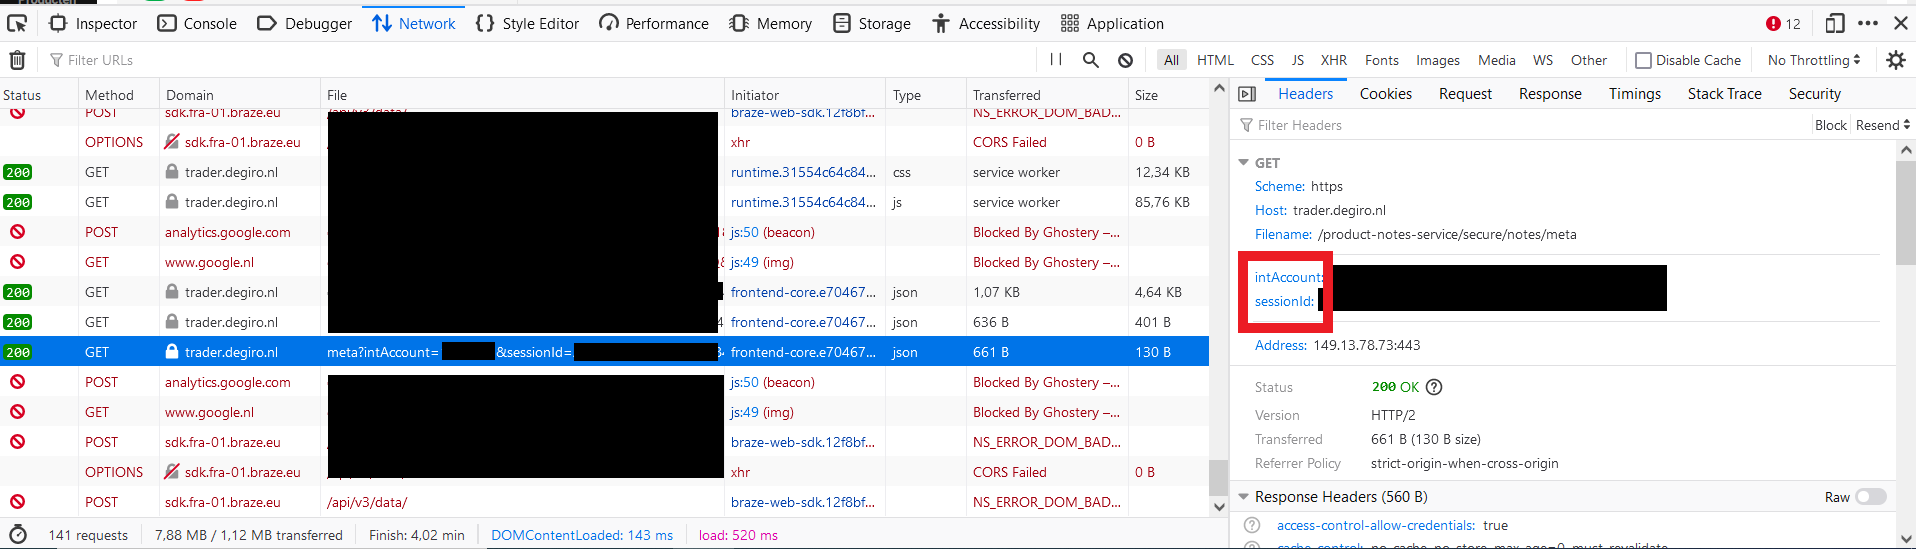 Inspector Console Debugger Network Style Editor Performance Memory Storage Accessibility Application 12
Filter URLs All HTML CSS JS XHR Fonts Images Media WS Other Disable Cache No Throttling
Status Method Domain File Initiator Type Transferred Size
POST sdk.fra-01.braze.eu /api/v3/data/ braze-web-sdk.12f8bf... NS_ERROR_DOM_BAD...
OPTIONS sdk.fra-01.braze.eu xhr CORS Failed 0 B
200 GET trader.degiro.nl runtime.31554c64c84... css service worker 12,34 KB
200 GET trader.degiro.nl runtime.31554c64c84... js service worker 85,76 KB
POST analytics.google.com js:50 (beacon) Blocked By Ghostery –...
GET www.google.nl js:49 (img) Blocked By Ghostery –...
200 GET trader.degiro.nl frontend-core.e70467... json 1,07 KB 4,64 KB
200 GET trader.degiro.nl frontend-core.e70467... json 636 B 401 B
200 GET trader.degiro.nl meta?intAccount= &sessionId= frontend-core.e70467... json 661 B 130 B
POST analytics.google.com js:50 (beacon) Blocked By Ghostery –...
GET www.google.nl js:49 (img) Blocked By Ghostery –...
POST sdk.fra-01.braze.eu braze-web-sdk.12f8bf... NS_ERROR_DOM_BAD...
OPTIONS sdk.fra-01.braze.eu xhr CORS Failed 0 B
POST sdk.fra-01.braze.eu /api/v3/data/ braze-web-sdk.12f8bf... NS_ERROR_DOM_BAD...
141 requests 7,88 MB / 1,12 MB transferred Finish: 4,02 min DOMContentLoaded: 143 ms load: 520 ms
Headers Cookies Request Response Timings Stack Trace Security
Filter Headers Block Resend
GET
Scheme: https
Host: trader.degiro.nl
Filename: /product-notes-service/secure/notes/meta
intAccount:
sessionId:
Address: 149.13.78.73:443
Status 200 OK
Version HTTP/2
Transferred 661 B (130 B size)
Referrer Policy strict-origin-when-cross-origin
Response Headers (560 B) Raw
access-control-allow-credentials: true
cache-control: no-cache, no-store, max-age=0, must-revalidate